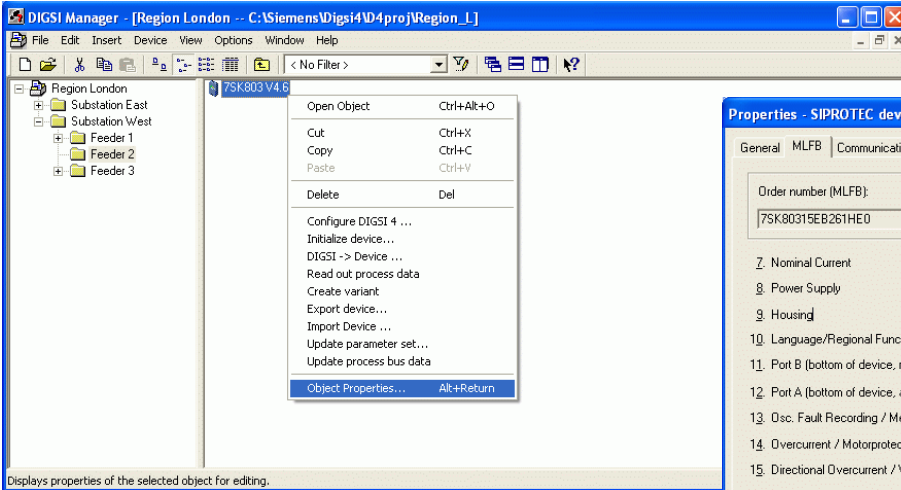 DIGSI Manager - [Region London -- C:\Siemens\Digsi4\D4proj\Region_L]
File Edit Insert Device View Options Window Help
< No Filter >
Region London
Substation East
Substation West
Feeder 1
Feeder 2
Feeder 3
7SK803 V4.6
Open Object Ctrl+Alt+O
Cut Ctrl+X
Copy Ctrl+C
Paste Ctrl+V
Delete Del
Configure DIGSI 4 ...
Initialize device...
DIGSI -> Device ...
Read out process data
Create variant
Export device...
Import Device ...
Update parameter set...
Update process bus data
Object Properties... Alt+Return
Displays properties of the selected object for editing.
Properties - SIPROTEC dev
General MLFB Communicati
Order number (MLFB):
7SK80315EB261HE0
7. Nominal Current
8. Power Supply
9. Housing
10. Language/Regional Func
11. Port B (bottom of device, r
12. Port A (bottom of device, a
13. Osc. Fault Recording / Me
14. Overcurrent / Motorprotec
15. Directional Overcurrent / V